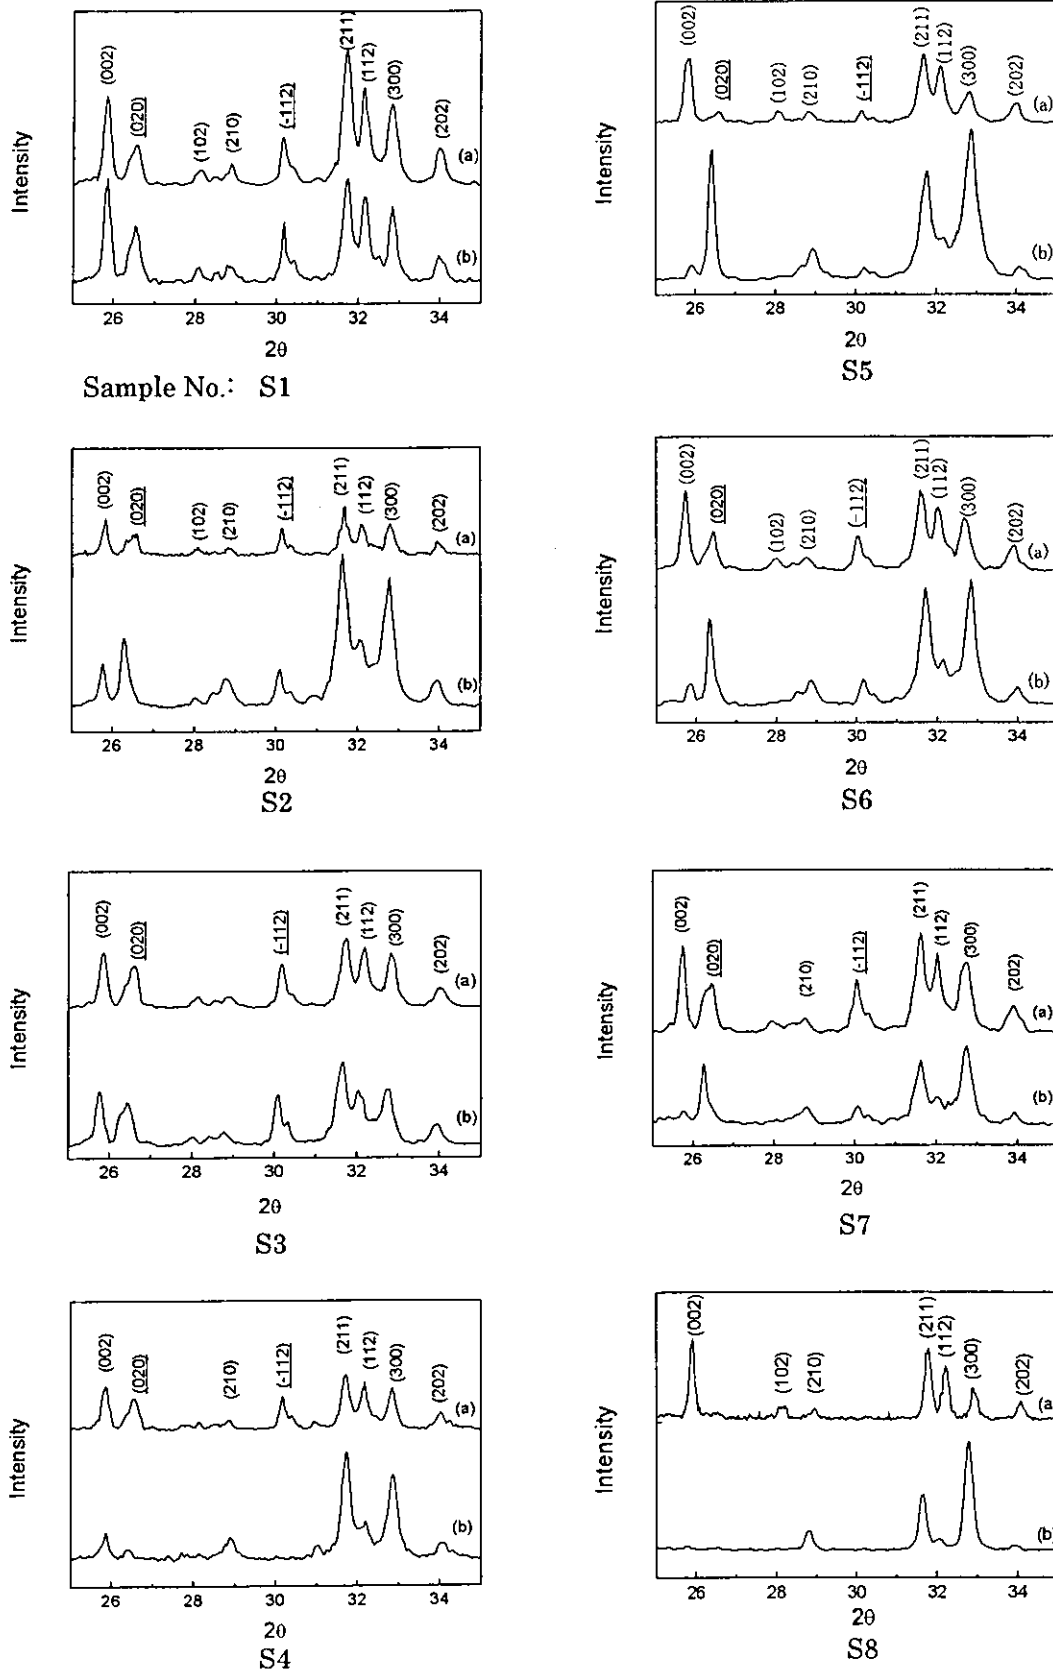 Intensity
(002)
(020)
(102)
(210)
(-112)
(211)
(112)
(300)
(202)
(a)
(b)
26 28 30 32 34
2θ
Sample No.: S1
Intensity
(002)
(020)
(102)
(210)
(-112)
(211)
(112)
(300)
(202)
(a)
(b)
26 28 30 32 34
2θ
S5
Intensity
(002)
(020)
(102)
(210)
(-112)
(211)
(112)
(300)
(202)
(a)
(b)
26 28 30 32 34
2θ
S2
Intensity
(002)
(020)
(102)
(210)
(-112)
(211)
(112)
(300)
(202)
(a)
(b)
26 28 30 32 34
2θ
S6
Intensity
(002)
(020)
(-112)
(211)
(112)
(300)
(202)
(a)
(b)
26 28 30 32 34
2θ
S3
Intensity
(002)
(020)
(210)
(-112)
(211)
(112)
(300)
(202)
(a)
(b)
26 28 30 32 34
2θ
S7
Intensity
(002)
(020)
(210)
(-112)
(211)
(112)
(300)
(202)
(a)
(b)
26 28 30 32 34
2θ
S4
Intensity
(002)
(102)
(210)
(211)
(112)
(300)
(202)
(a
(b)
26 28 30 32 34
2θ
S8